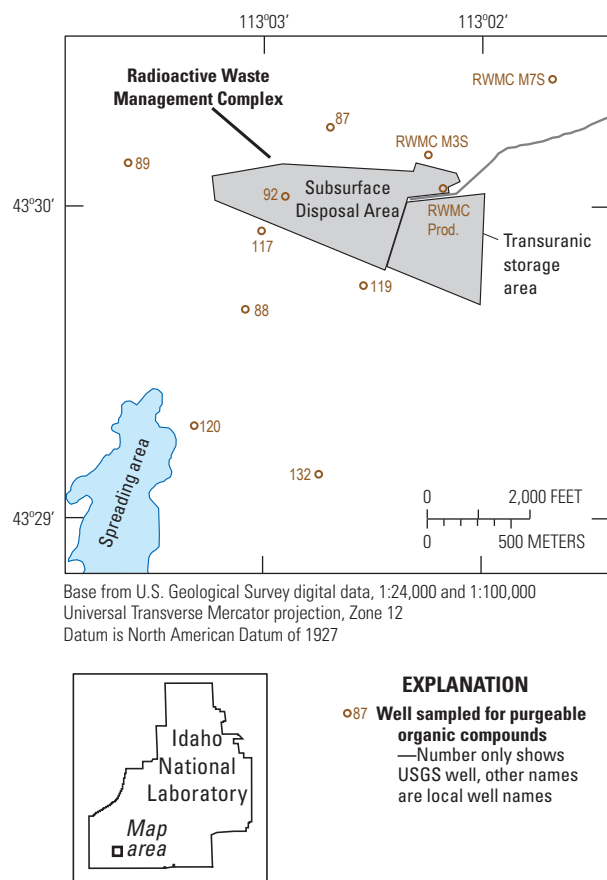 113°03′ 113°02′
RWMC M7S
Radioactive Waste
Management Complex
87
RWMC M3S
89
43°30′
92
Subsurface
Disposal Area
RWMC
Prod.
117
Transuranic
storage
area
119
88
120
132
Spreading area
0 2,000 FEET
0 500 METERS
43°29′
Base from U.S. Geological Survey digital data, 1:24,000 and 1:100,000
Universal Transverse Mercator projection, Zone 12
Datum is North American Datum of 1927
Idaho
National
Laboratory
Map
area
EXPLANATION
87 Well sampled for purgeable
organic compounds
—Number only shows
USGS well, other names
are local well names